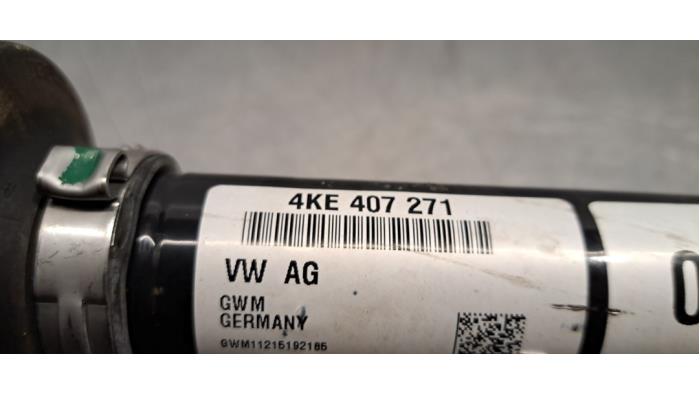 4KE 407 271
VW AG
GWM
GERMANY
GWM11215192185